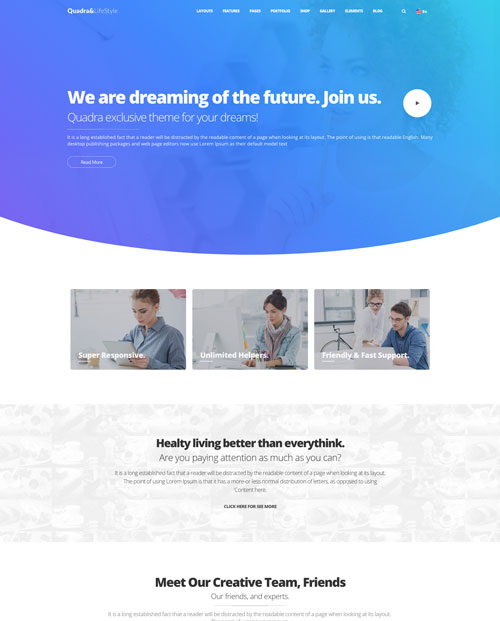 Quadra&LifeStyle
LAYOUTS FEATURES PAGES PORTFOLIO SHOP GALLERY ELEMENTS BLOG
We are dreaming of the future. Join us.
Quadra exclusive theme for your dreams!
It is a long established fact that a reader will be distracted by the readable content of a page when looking at its layout. The point of using is that readable English. Many
desktop publishing packages and web page editors now use Lorem Ipsum as their default model text
Read More
Super Responsive.
Unlimited Helpers.
Friendly & Fast Support.
Healty living better than everythink.
Are you paying attention as much as you can?
It is a long established fact that a reader will be distracted by the readable content of a page when looking at its layout.
The point of using Lorem Ipsum is that it has a more-or-less normal distribution of letters, as opposed to using
'Content here.
CLICK HERE FOR SEE MORE
Meet Our Creative Team, Friends
Our friends, and experts.
It is a long established fact that a reader will be distracted by the readable content of a page when looking at its layout.